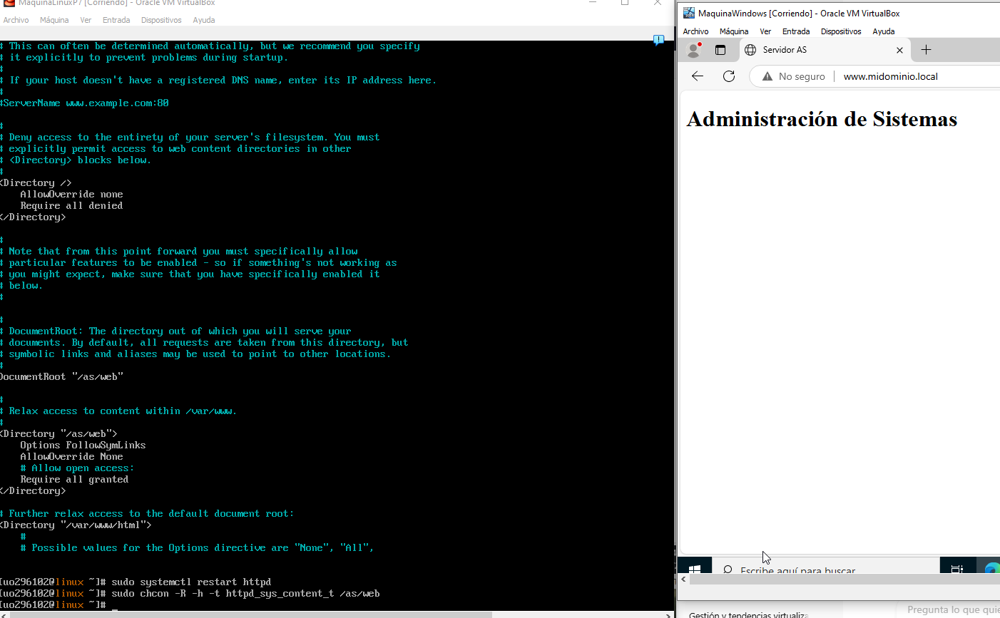 MaquinaLinuxP7 [Corriendo] - Oracle VM VirtualBox
Archivo Máquina Ver Entrada Dispositivos Ayuda
# This can often be determined automatically, but we recommend you specify
# it explicitly to prevent problems during startup.
#
# If your host doesn't have a registered DNS name, enter its IP address here.
#
#ServerName www.example.com:80
#
# Deny access to the entirety of your server's filesystem. You must
# explicitly permit access to web content directories in other
# <Directory> blocks below.
#
<Directory />
    AllowOverride none
    Require all denied
</Directory>
#
# Note that from this point forward you must specifically allow
# particular features to be enabled - so if something's not working as
# you might expect, make sure that you have specifically enabled it
# below.
#
#
# DocumentRoot: The directory out of which you will serve your
# documents. By default, all requests are taken from this directory, but
# symbolic links and aliases may be used to point to other locations.
#
DocumentRoot "/as/web"
#
# Relax access to content within /var/www.
#
<Directory "/as/web">
    Options FollowSymLinks
    AllowOverride None
    # Allow open access:
    Require all granted
</Directory>
# Further relax access to the default document root:
<Directory "/var/www/html">
    #
    # Possible values for the Options directive are "None", "All",
[uo296102@linux ~]# sudo systemctl restart httpd
[uo296102@linux ~]# sudo chcon -R -h -t httpd_sys_content_t /as/web
[uo296102@linux ~]#
MaquinaWindows [Corriendo] - Oracle VM VirtualBox
Archivo Máquina Ver Entrada Dispositivos Ayuda
Servidor AS
No seguro www.midominio.local
Administración de Sistemas
Escribe aquí para buscar
Gestión y tendencias virtualiza
Pregunta lo que quie